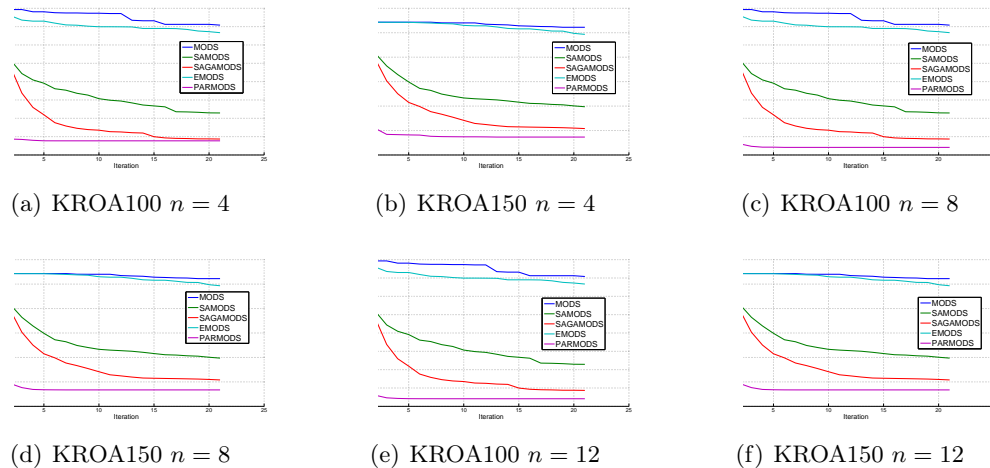 MODS
SAMODS
SAGAMODS
EMODS
PARMODS
5 10 15 20 25
Iteration
(a) KROA100 n = 4
MODS
SAMODS
SAGAMODS
EMODS
PARMODS
5 10 15 20 25
Iteration
(b) KROA150 n = 4
MODS
SAMODS
SAGAMODS
EMODS
PARMODS
5 10 15 20
Iteration
(c) KROA100 n = 8
MODS
SAMODS
SAGAMODS
EMODS
PARMODS
5 10 15 20 25
Iteration
(d) KROA150 n = 8
MODS
SAMODS
SAGAMODS
EMODS
PARMODS
5 10 15 20 25
Iteration
(e) KROA100 n = 12
MODS
SAMODS
SAGAMODS
EMODS
PARMODS
5 10 15 20
Iteration
(f) KROA150 n = 12